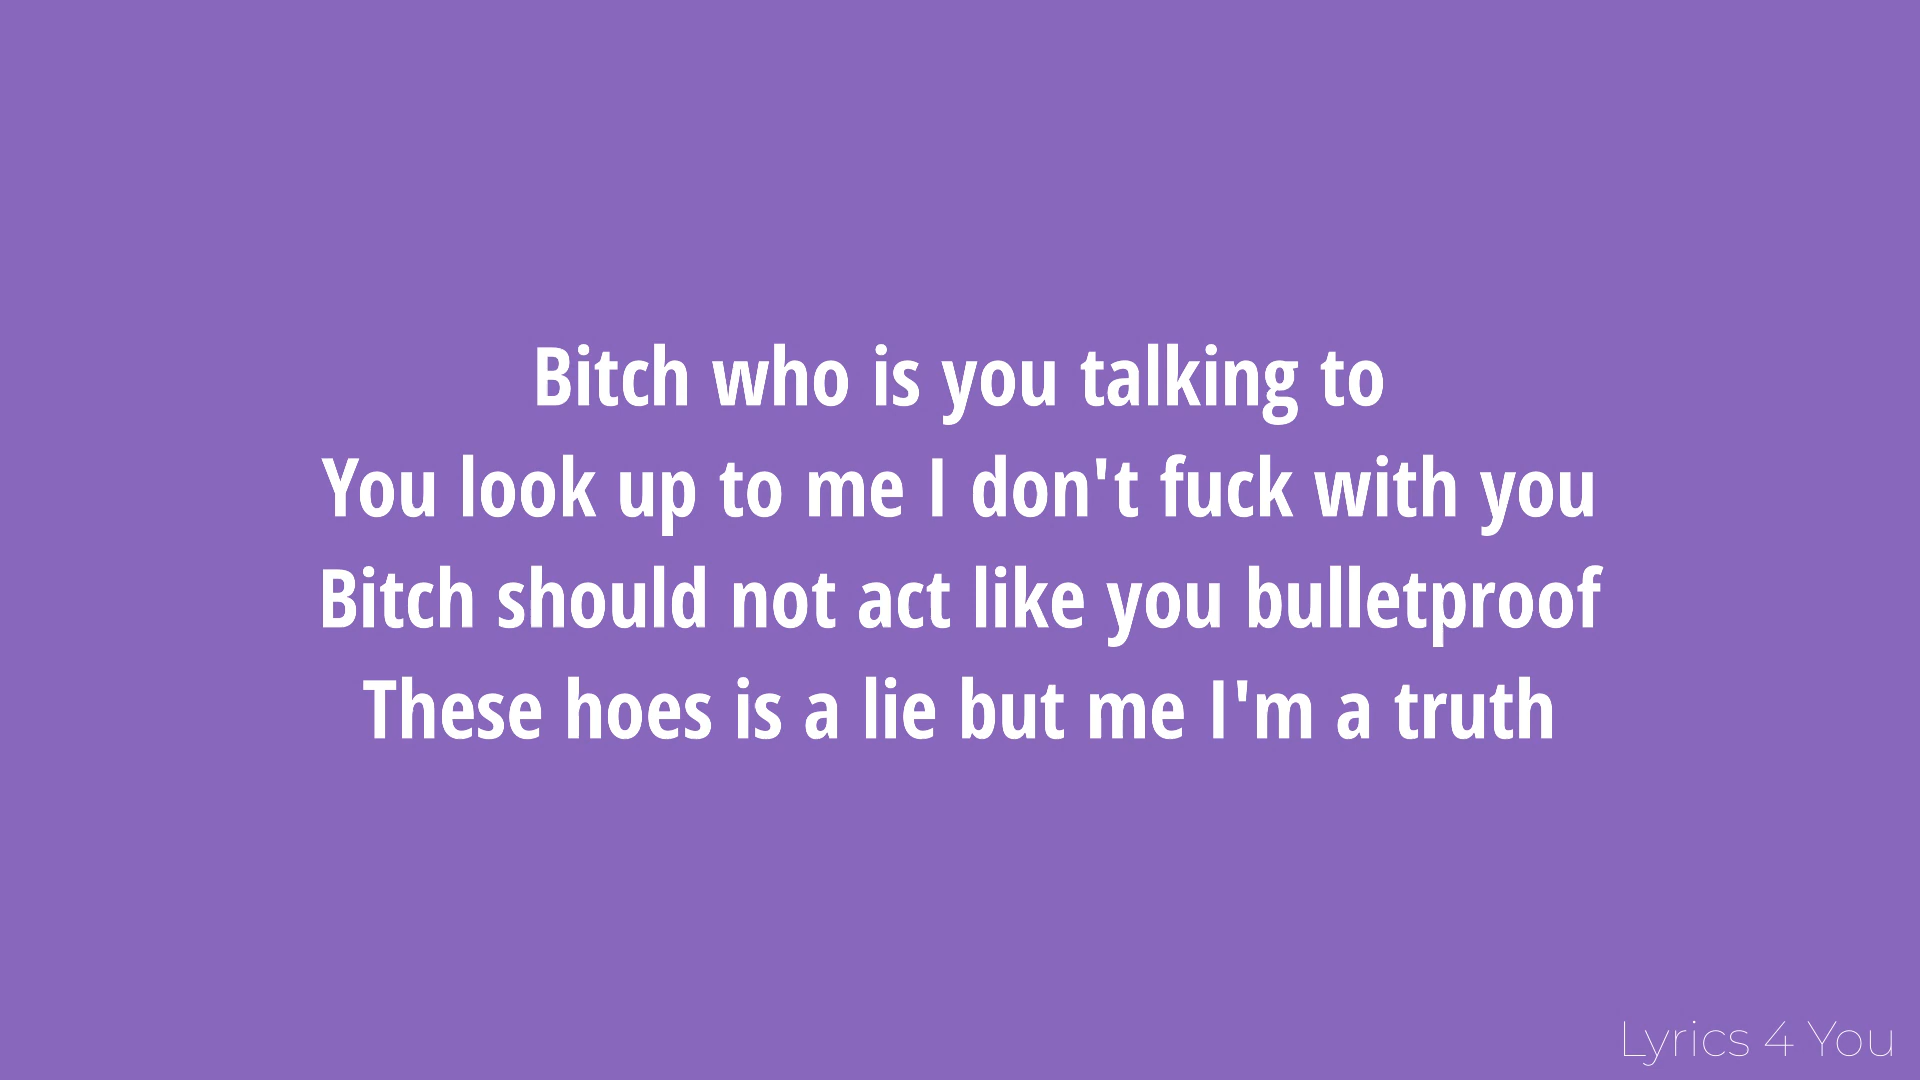 Bitch who is you talking to
You look up to me I don't fuck with you
Bitch should not act like you bulletproof
These hoes is a lie but me I'm a truth
Lyrics 4 You